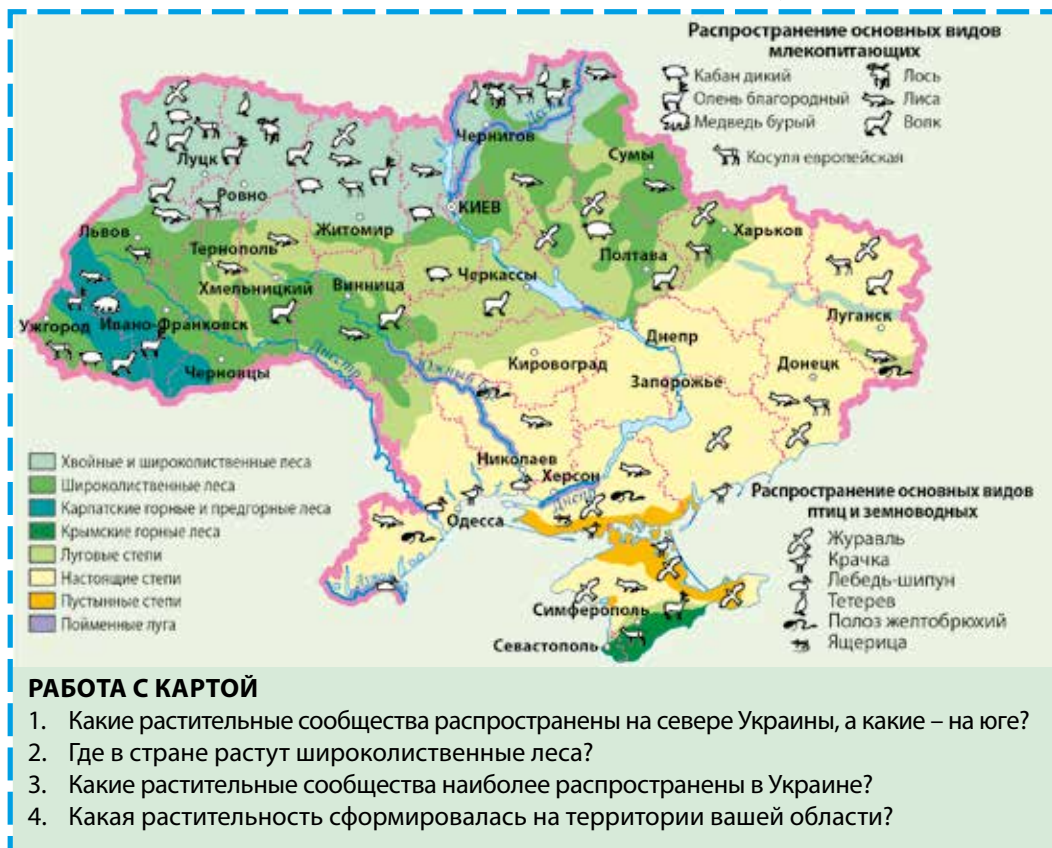 Распространение основных видов
млекопитающих
Кабан дикий
Олень благородный
Медведь бурый
Лось
Лиса
Волк
Косуля европейская
Чернигов
Сумы
Луцк
Ровно
КИЕВ
Житомир
Львов
Тернополь
Хмельницкий
Винница
Черкассы
Полтава
Харьков
Луганск
Ужгород
Ивано-Франковск
Черновцы
Днестр
Южный
Кировоград
Днепр
Запорожье
Донецк
Николаев
Херсон
Днепр
Одесса
Симферополь
Севастополь
Хвойные и широколиственные леса
Широколиственные леса
Карпатские горные и предгорные леса
Крымские горные леса
Луговые степи
Настоящие степи
Пустынные степи
Пойменные луга
Распространение основных видов
птиц и земноводных
Журавль
Крачка
Лебедь-шипун
Тетерев
Полоз желтобрюхий
Ящерица
РАБОТА С КАРТОЙ
1. Какие растительные сообщества распространены на севере Украины, а какие – на юге?
2. Где в стране растут широколиственные леса?
3. Какие растительные сообщества наиболее распространены в Украине?
4. Какая растительность сформировалась на территории вашей области?